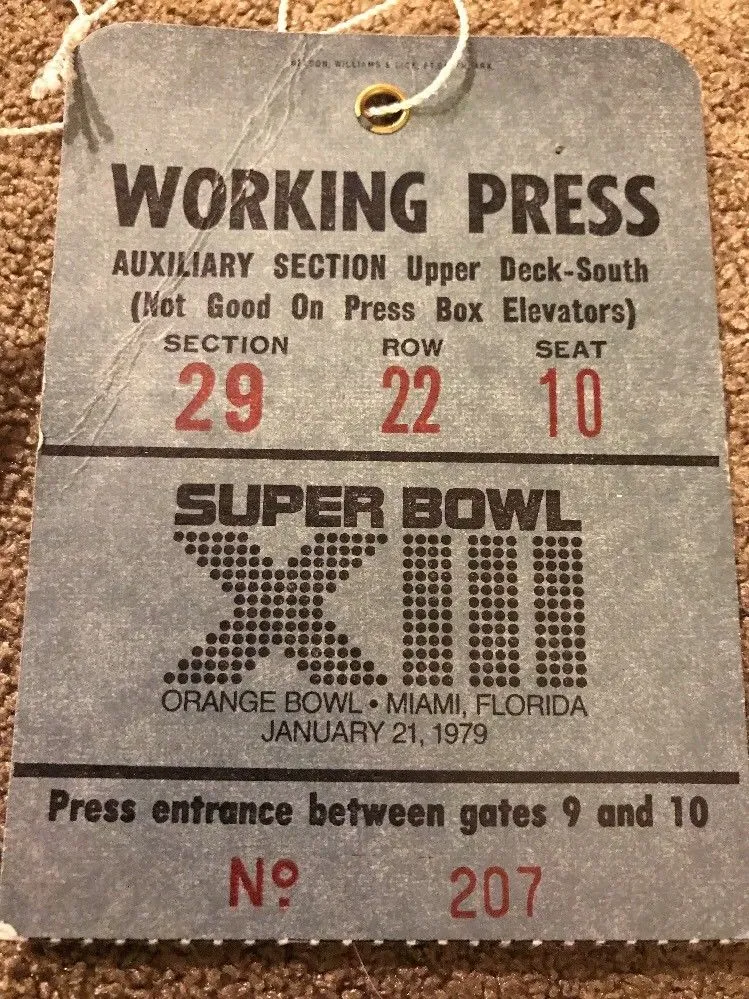 WILLIAMS &
WORKING PRESS
AUXILIARY SECTION Upper Deck-South
(Not Good On Press Box Elevators)
SECTION ROW SEAT
29 22 10
SUPER BOWL
XIII
ORANGE BOWL • MIAMI, FLORIDA
JANUARY 21, 1979
Press entrance between gates 9 and 10
Nº 207